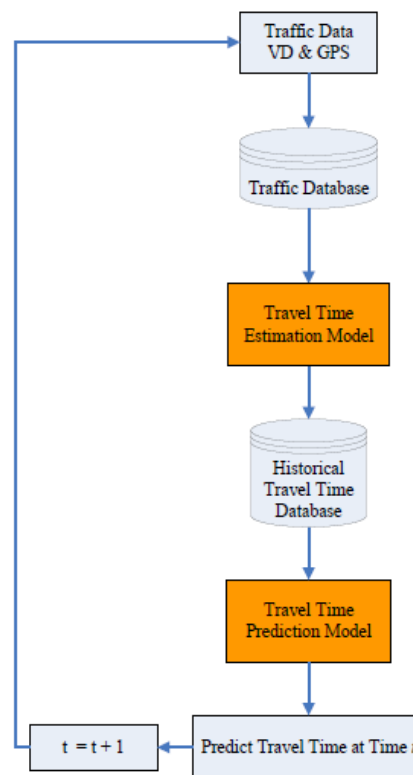 Traffic Data
VD & GPS
Traffic Database
Travel Time
Estimation Model
Historical
Travel Time
Database
Travel Time
Prediction Model
t = t + 1
Predict Travel Time at Time